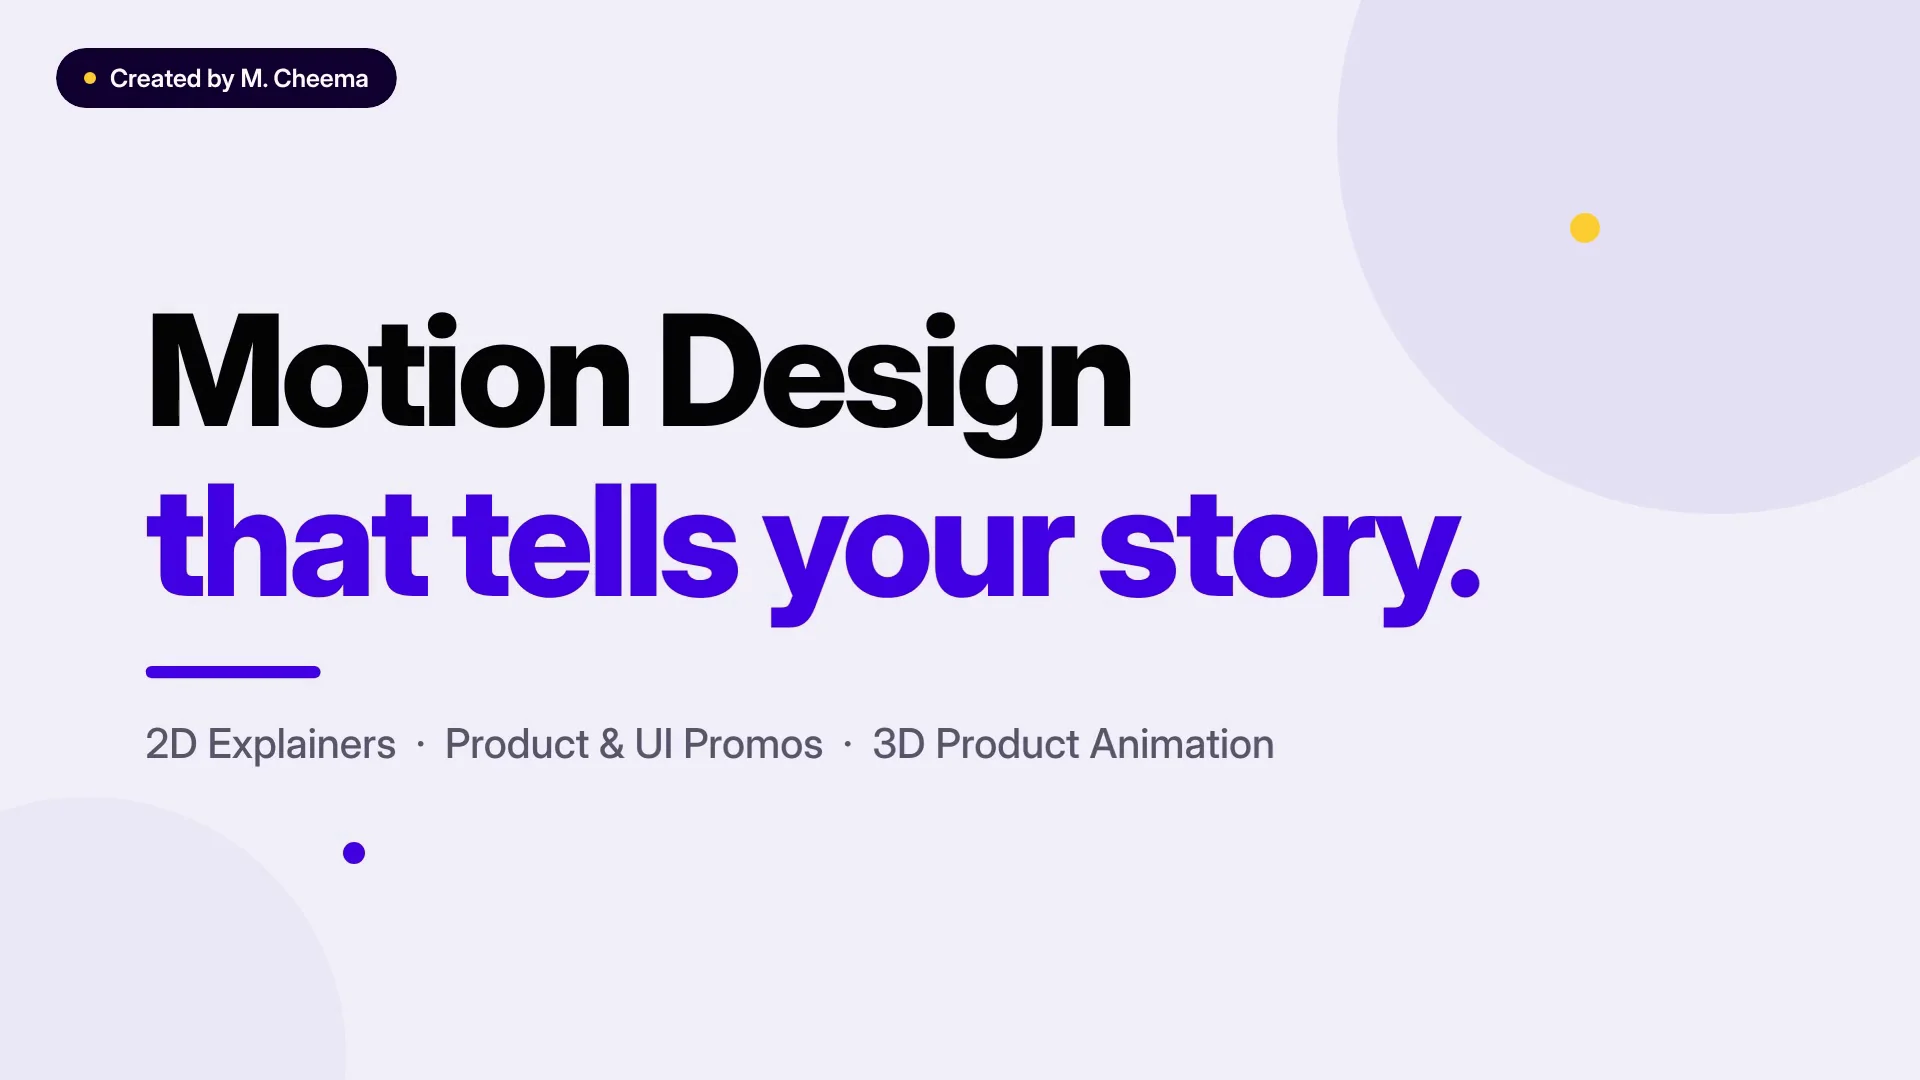 Created by M. Cheema
Motion Design
that tells your story.
2D Explainers · Product & UI Promos · 3D Product Animation